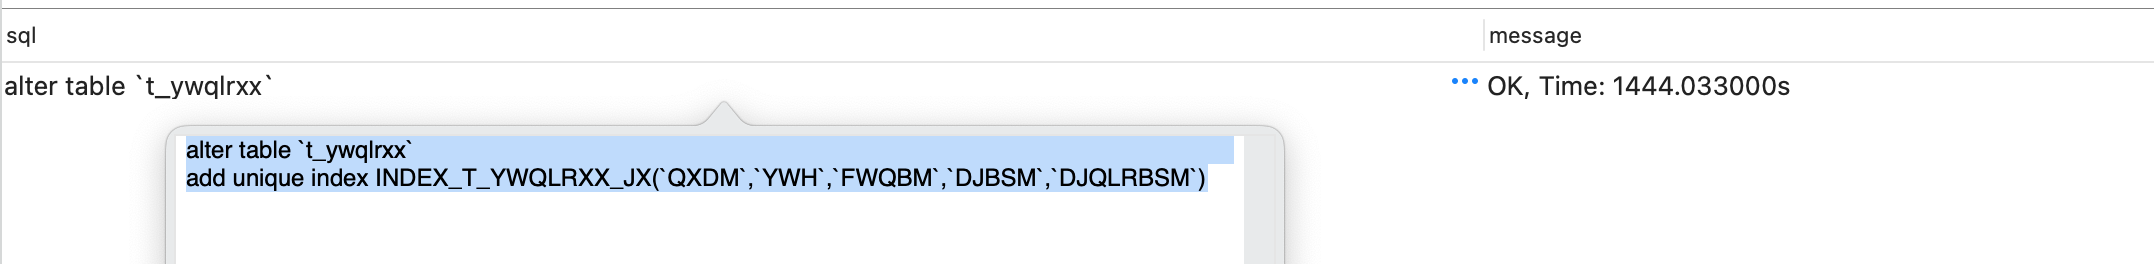 sql
message
alter table `t_ywqlrxx`
••• OK, Time: 1444.033000s
alter table `t_ywqlrxx`
add unique index INDEX_T_YWQLRXX_JX(`QXDM`,`YWH`,`FWQBM`,`DJBSM`,`DJQLRBSM`)